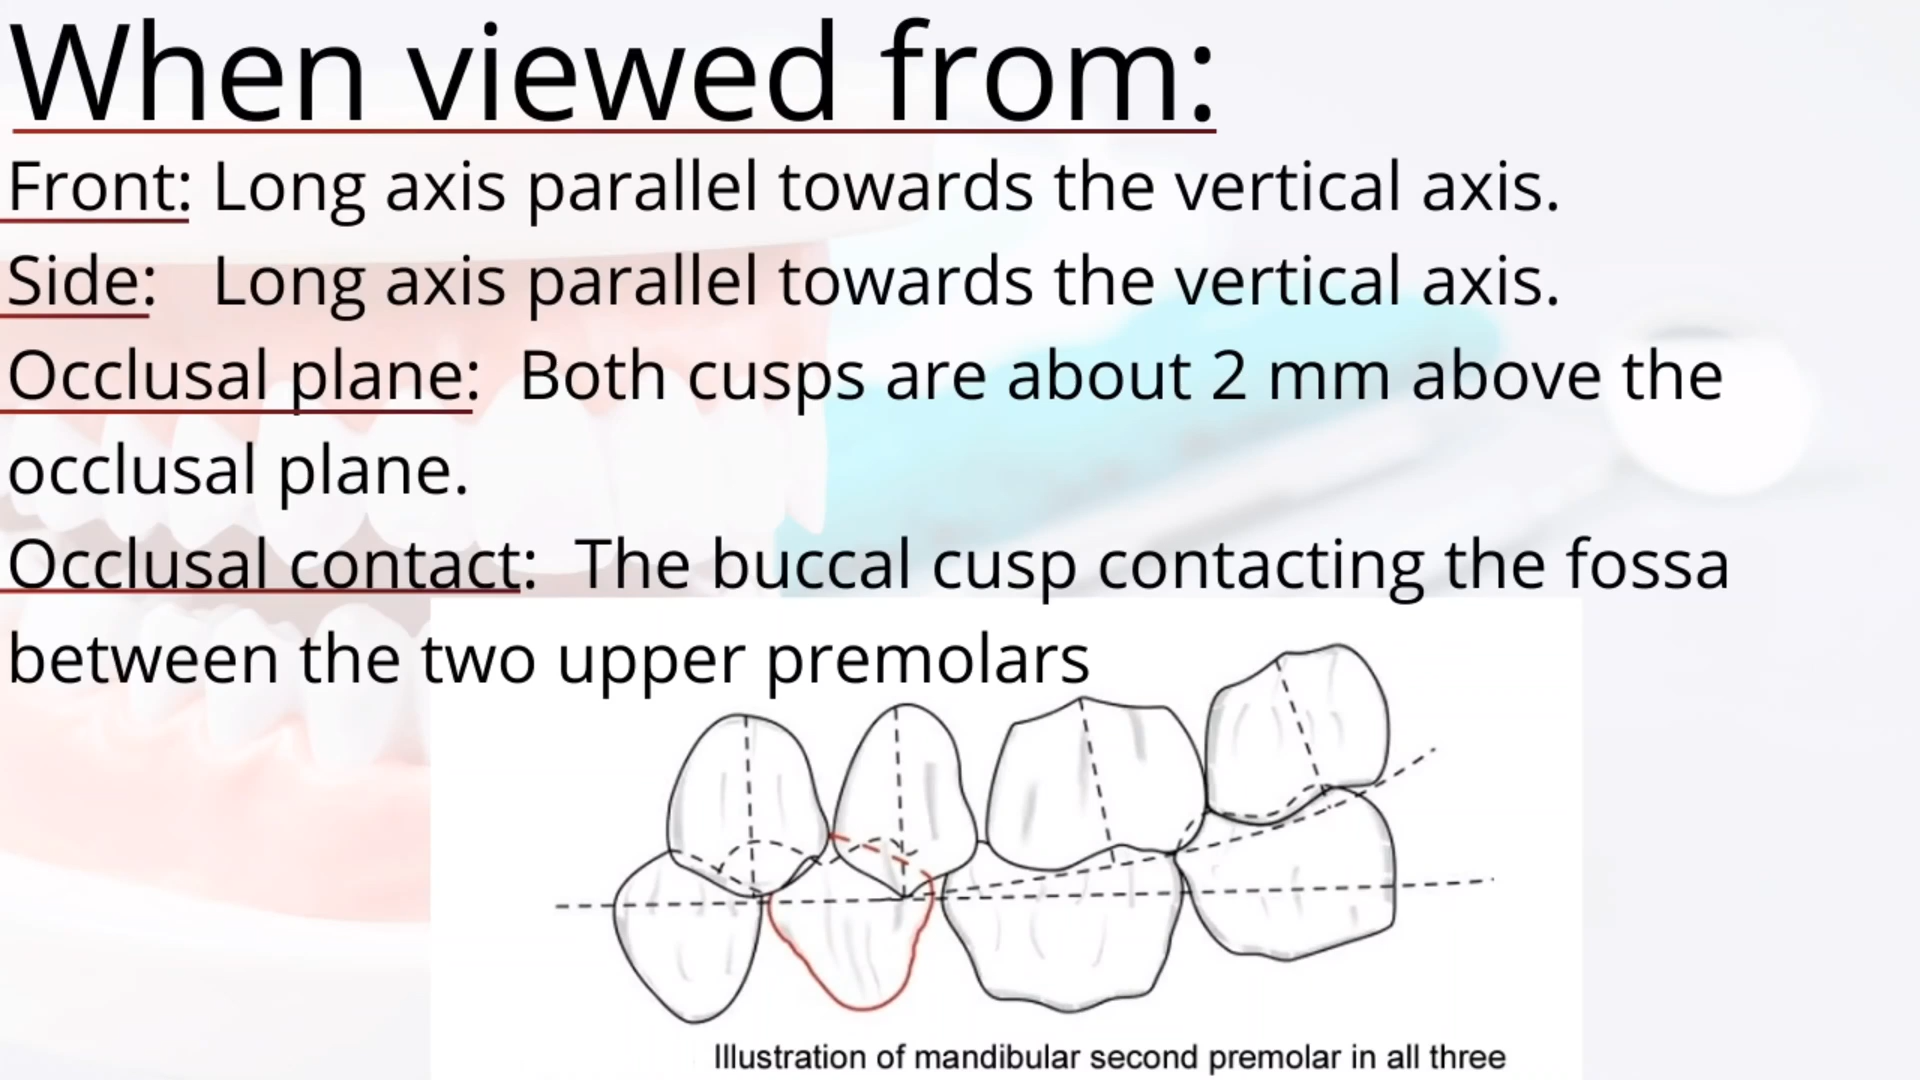 When viewed from:
Front: Long axis parallel towards the vertical axis.
Side: Long axis parallel towards the vertical axis.
Occlusal plane: Both cusps are about 2 mm above the
occlusal plane.
Occlusal contact: The buccal cusp contacting the fossa
between the two upper premolars
Illustration of mandibular second premolar in all three